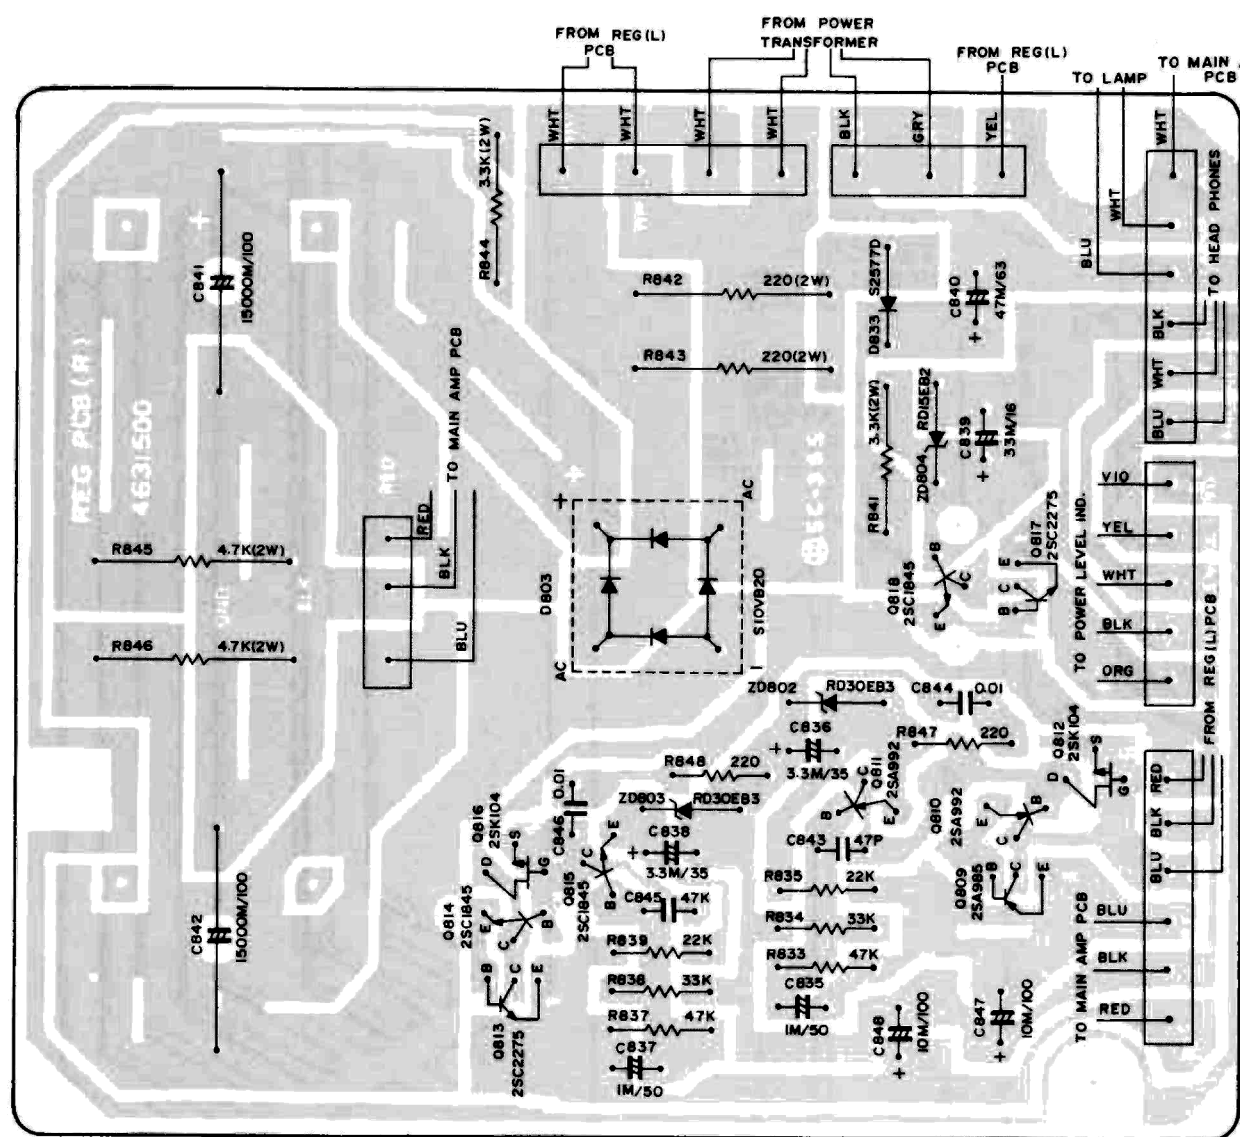 FROM REG(L)
PCB
FROM POWER
TRANSFORMER
FROM REG(L)
PCB
TO LAMP
TO MAIN
PCB
WHT
WHT
WHT
WHT
BLK
GRY
YEL
WHT
WHT
BLU
BLK
WHT
BLU
TO HEAD PHONES
3.3K(2W)
R844
+
C841
15000M/100
R842
220(2W)
R843
220(2W)
S2577D
D833
C840
47M/63
+
3.3K(2W)
R841
RD15EB2
ZD804
C839
33M/16
+
REG PCB(R)
4631500
RED
TO MAIN AMP PCB
RED
BLK
BLU
R845
4.7K(2W)
R846
4.7K(2W)
D803
+
AC
AC
S10VB20
-
Q818
2SC1845
B
C
E
Q817
2SC2275
E
C
B
VIO
YEL
WHT
BLK
ORG
TO POWER LEVEL IND.
FROM REG(L) PCB
ZD802
RD30EB3
C844
0.01
C836
+
3.3M/35
R847
220
Q812
2SK104
S
D
G
RED
BLK
BLU
R848
220
Q811
2SA992
C
B
E
Q810
2SA992
E
B
C
ZD803
RD30EB3
C846
0.01
Q816
2SK104
S
D
G
C838
+
3.3M/35
C843
47P
Q815
2SC1845
E
C
B
C845
47K
R835
22K
Q809
2SA985
B
C
E
Q814
2SC1845
E
B
C
R834
33K
R839
22K
R833
47K
BLU
BLK
RED
TO MAIN AMP PCB
C842
15000M/100
B
C
E
Q813
2SC2275
R838
33K
C835
1M/50
R837
47K
C848
10M/100
+
C847
10M/100
+
C837
1M/50